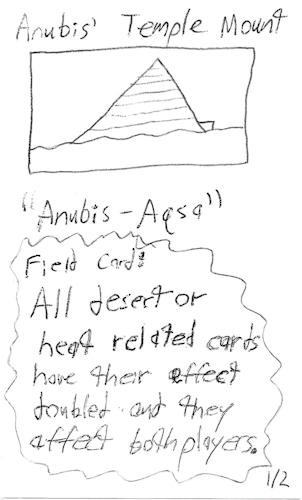 Anubis' Temple Mount
"Anubis-Aqsa"
Field Card:
All desert or
heat related cards
have their effect
doubled and they
affect both players.
1/2